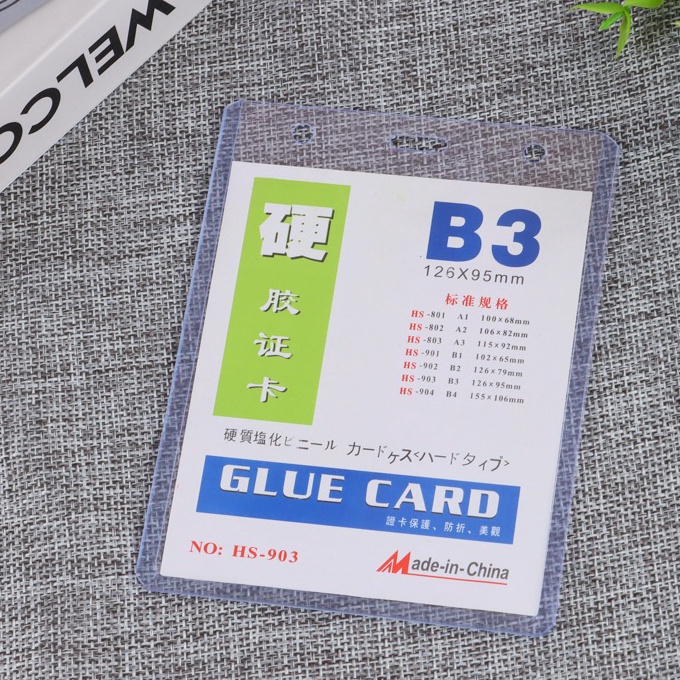 WELCO
硬
胶
证
卡
B3
126X95mm
标准规格
HS-801 A1 100×68mm
HS-802 A2 106×82mm
HS-803 A3 115×92mm
HS-901 B1 102×65mm
HS-902 B2 126×79mm
HS-903 B3 126×95mm
HS-904 B4 155×106mm
硬質塩化ビニール カードケス<ハードタイプ>
GLUE CARD
證卡保護、防折、美觀
NO: HS-903
Made-in-China